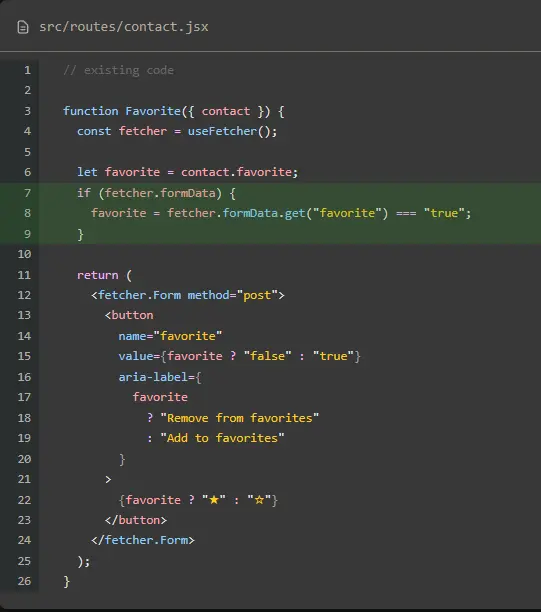 src/routes/contact.jsx
1 // existing code
2
3 function Favorite({ contact }) {
4   const fetcher = useFetcher();
5
6   let favorite = contact.favorite;
7   if (fetcher.formData) {
8     favorite = fetcher.formData.get("favorite") === "true";
9   }
10
11   return (
12     <fetcher.Form method="post">
13       <button
14         name="favorite"
15         value={favorite ? "false" : "true"}
16         aria-label={
17           favorite
18             ? "Remove from favorites"
19             : "Add to favorites"
20         }
21       >
22         {favorite ? "★" : "☆"}
23       </button>
24     </fetcher.Form>
25   );
26 }